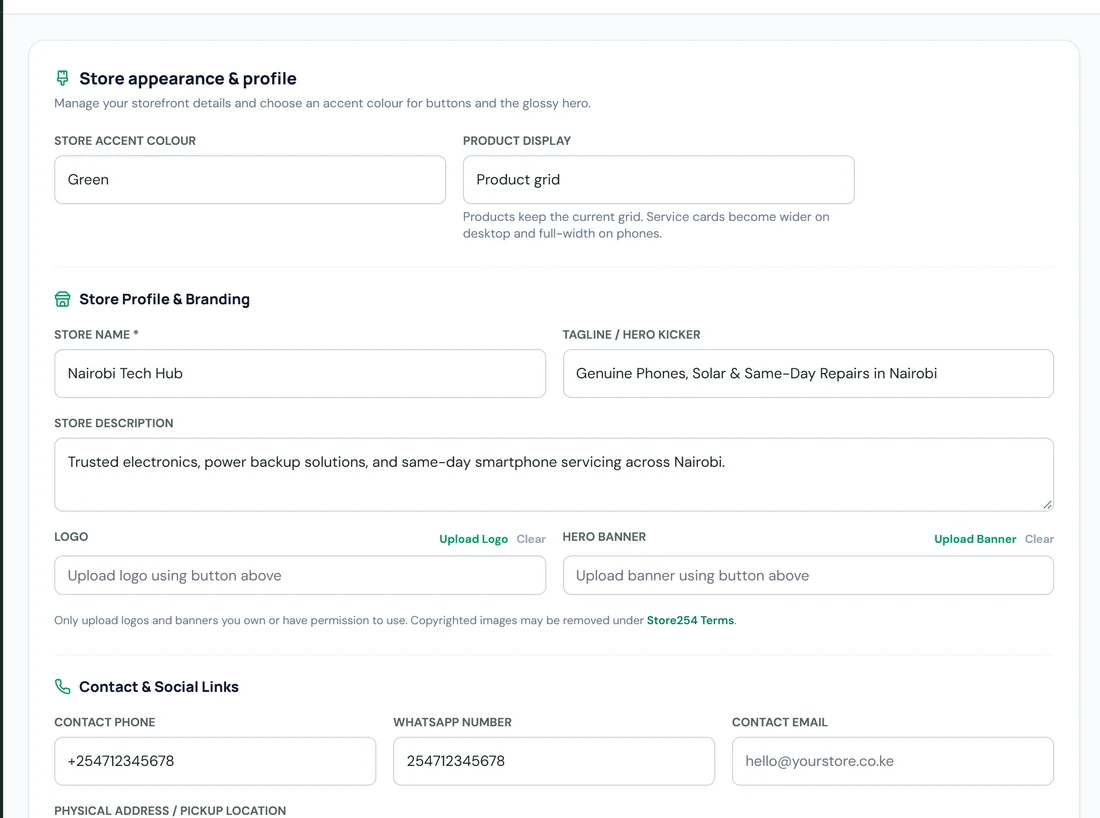 Store appearance & profile
Manage your storefront details and choose an accent colour for buttons and the glossy hero.
STORE ACCENT COLOUR
PRODUCT DISPLAY
Green
Product grid
Products keep the current grid. Service cards become wider on
desktop and full-width on phones.
Store Profile & Branding
STORE NAME *
TAGLINE / HERO KICKER
Nairobi Tech Hub
Genuine Phones, Solar & Same-Day Repairs in Nairobi
STORE DESCRIPTION
Trusted electronics, power backup solutions, and same-day smartphone servicing across Nairobi.
LOGO
Upload Logo Clear
HERO BANNER
Upload Banner Clear
Upload logo using button above
Upload banner using button above
Only upload logos and banners you own or have permission to use. Copyrighted images may be removed under Store254 Terms.
Contact & Social Links
CONTACT PHONE
WHATSAPP NUMBER
CONTACT EMAIL
+254712345678
254712345678
hello@yourstore.co.ke
PHYSICAL ADDRESS / PICKUP LOCATION